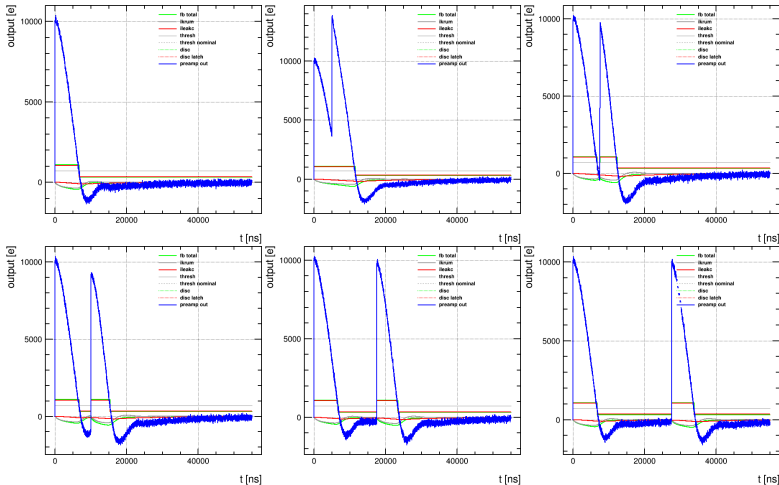 output [e]
10000
5000
0
0
20000
40000
t [ns]
fb total
Ikrum
Ileakc
thresh
thresh nominal
disc
disc latch
preamp out
output [e]
10000
5000
0
0
20000
40000
t [ns]
fb total
Ikrum
Ileakc
thresh
thresh nominal
disc
disc latch
preamp out
output [e]
10000
5000
0
0
20000
40000
t [ns]
fb total
Ikrum
Ileakc
thresh
thresh nominal
disc
disc latch
preamp out
output [e]
10000
5000
0
0
20000
40000
t [ns]
fb total
Ikrum
Ileakc
thresh
thresh nominal
disc
disc latch
preamp out
output [e]
10000
5000
0
0
20000
40000
t [ns]
fb total
Ikrum
Ileakc
thresh
thresh nominal
disc
disc latch
preamp out
output [e]
10000
5000
0
0
20000
40000
t [ns]
fb total
Ikrum
Ileakc
thresh
thresh nominal
disc
disc latch
preamp out